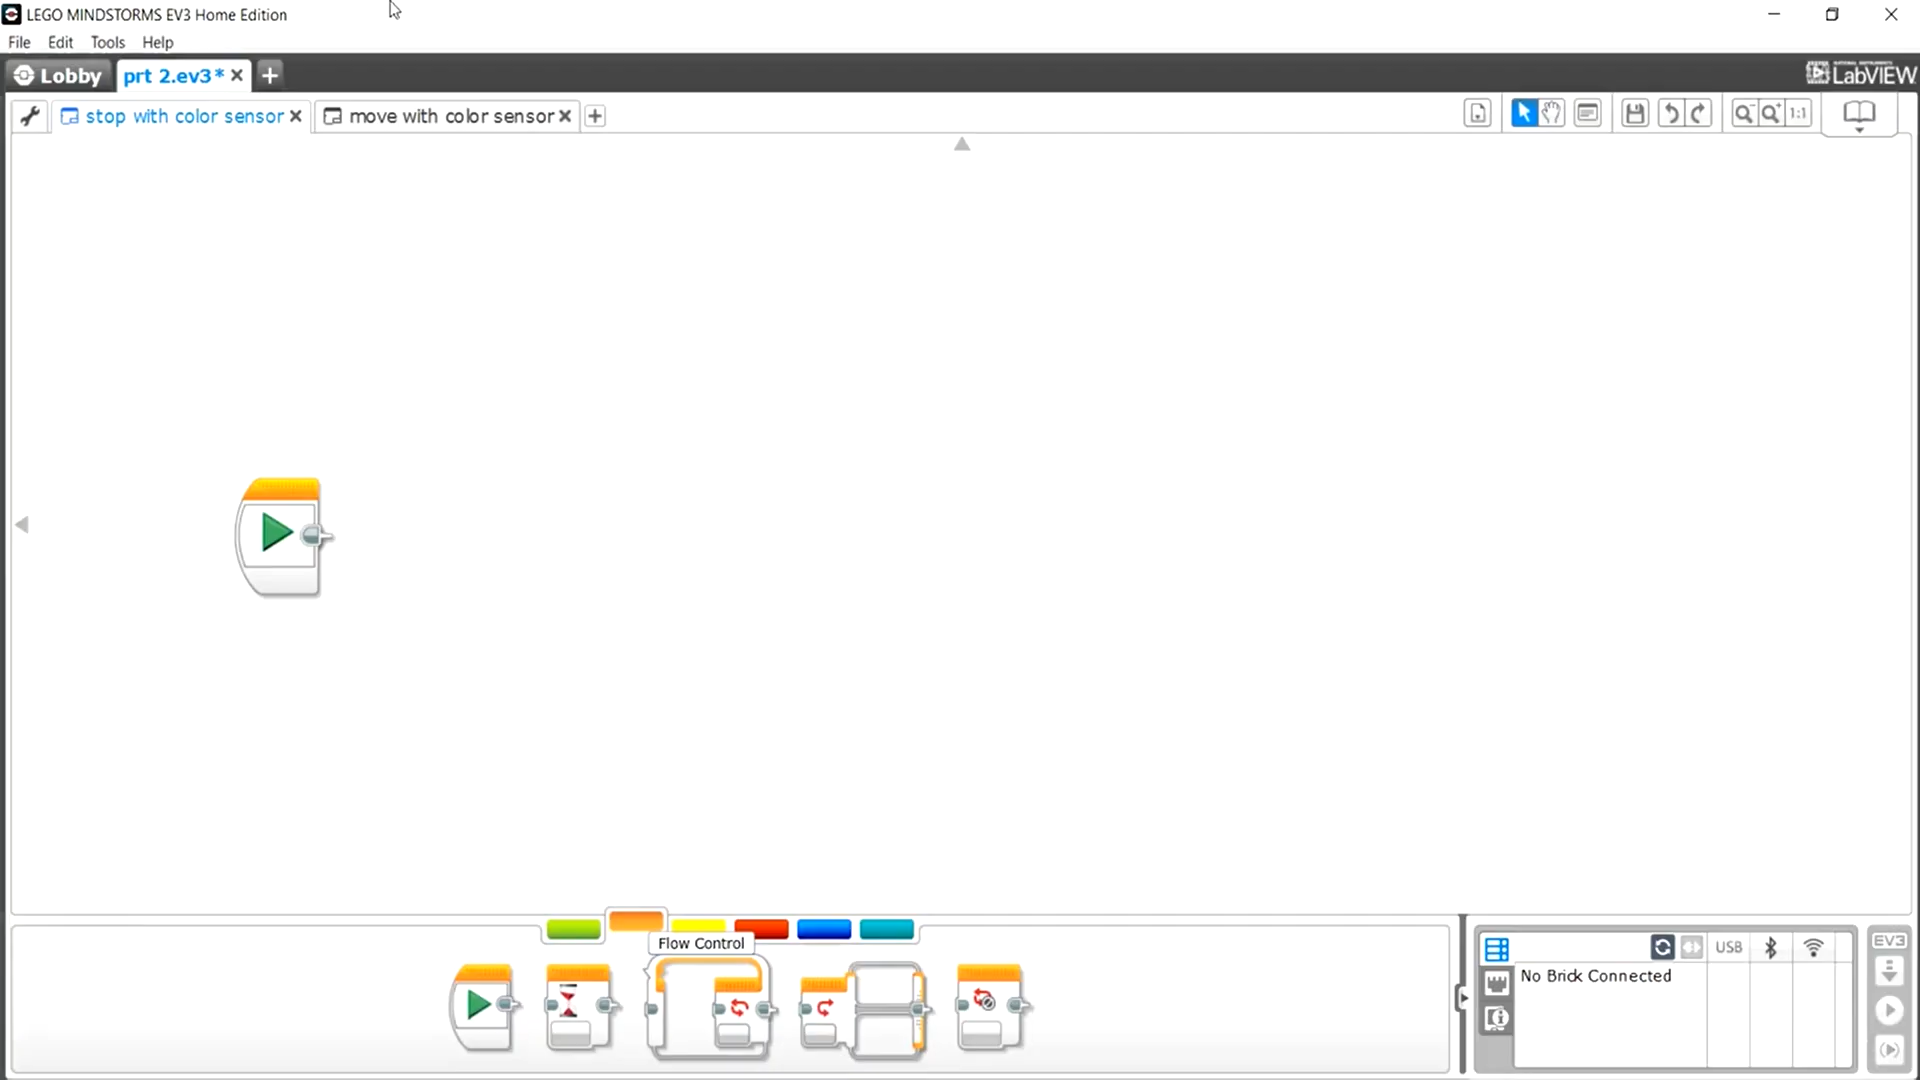 LEGO MINDSTORMS EV3 Home Edition
File Edit Tools Help
Lobby prt 2.ev3* LabVIEW
stop with color sensor move with color sensor 1:1
Flow Control
USB EV3
No Brick Connected